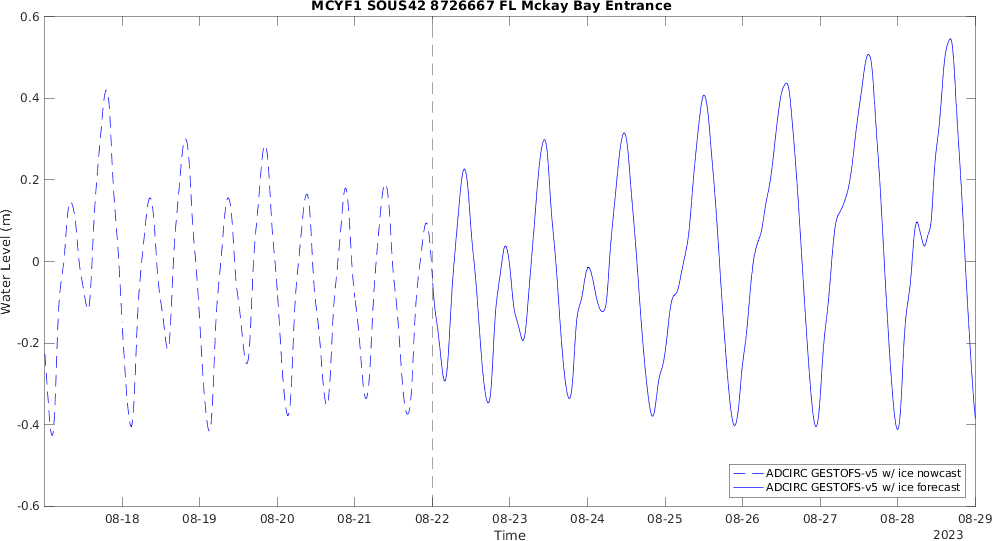 MCYF1 SOUS42 8726667 FL Mckay Bay Entrance
0.6
0.4
0.2
0
-0.2
-0.4
-0.6
Water Level (m)
08-18 08-19 08-20 08-21 08-22 08-23 08-24 08-25 08-26 08-27 08-28 08-29
Time
2023
ADCIRC GESTOFS-v5 w/ ice nowcast
ADCIRC GESTOFS-v5 w/ ice forecast